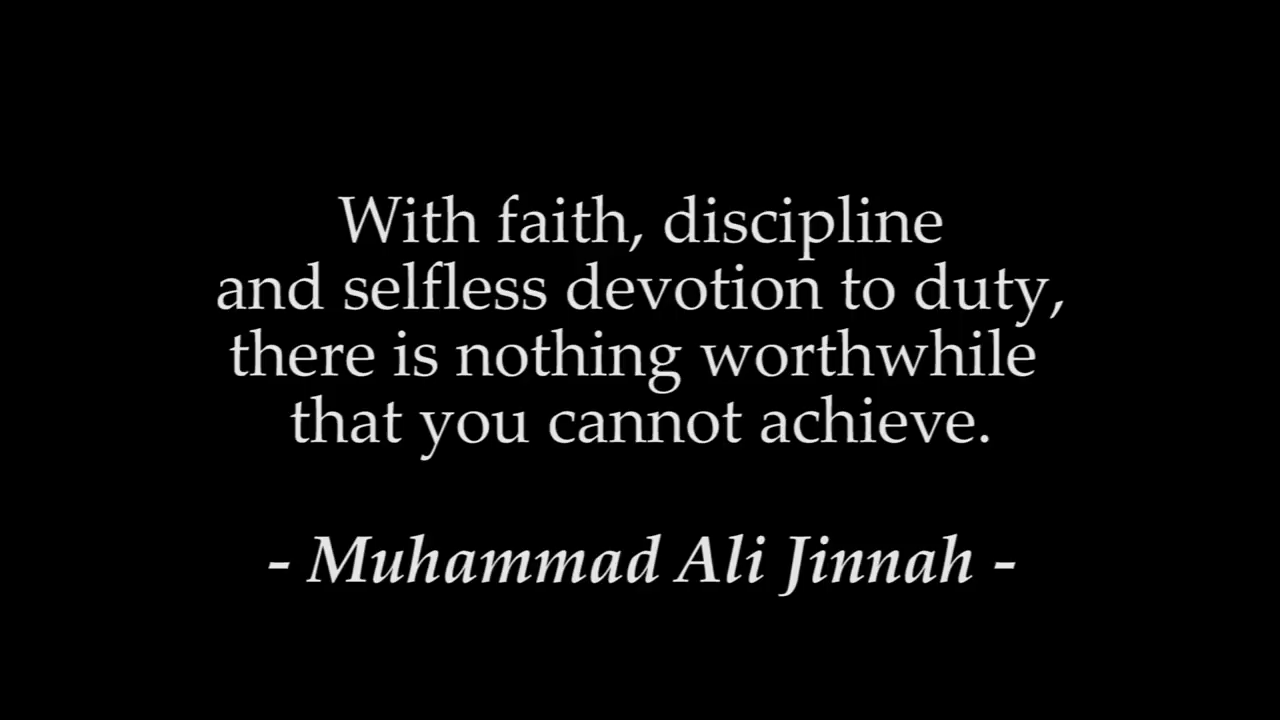 With faith, discipline
and selfless devotion to duty,
there is nothing worthwhile
that you cannot achieve.
- Muhammad Ali Jinnah -